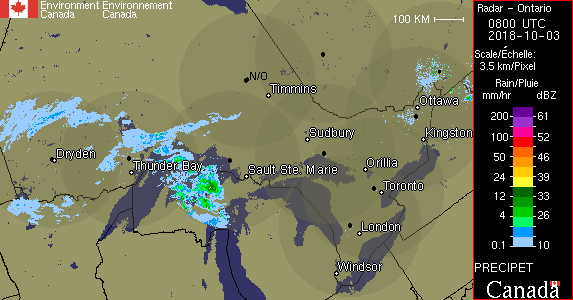 Environment Environnement
Canada Canada
100 KM
N/O
Timmins
Ottawa
Sudbury
Kingston
Dryden
Thunder Bay
Sault Ste. Marie
Orillia
Toronto
London
Windsor
Radar - Ontario
0800 UTC
2018-10-03
Scale/Échelle:
3.5 km/Pixel
Rain/Pluie
mm/hr dBZ
200 61
100 52
50 46
24 39
12 33
4 26
0.1 10
PRECIPET
Canada